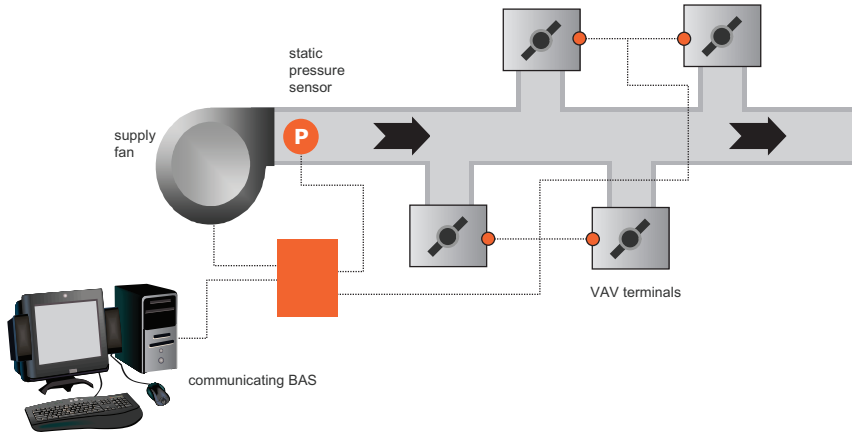 static
pressure
sensor
supply
fan
P
VAV terminals
communicating BAS